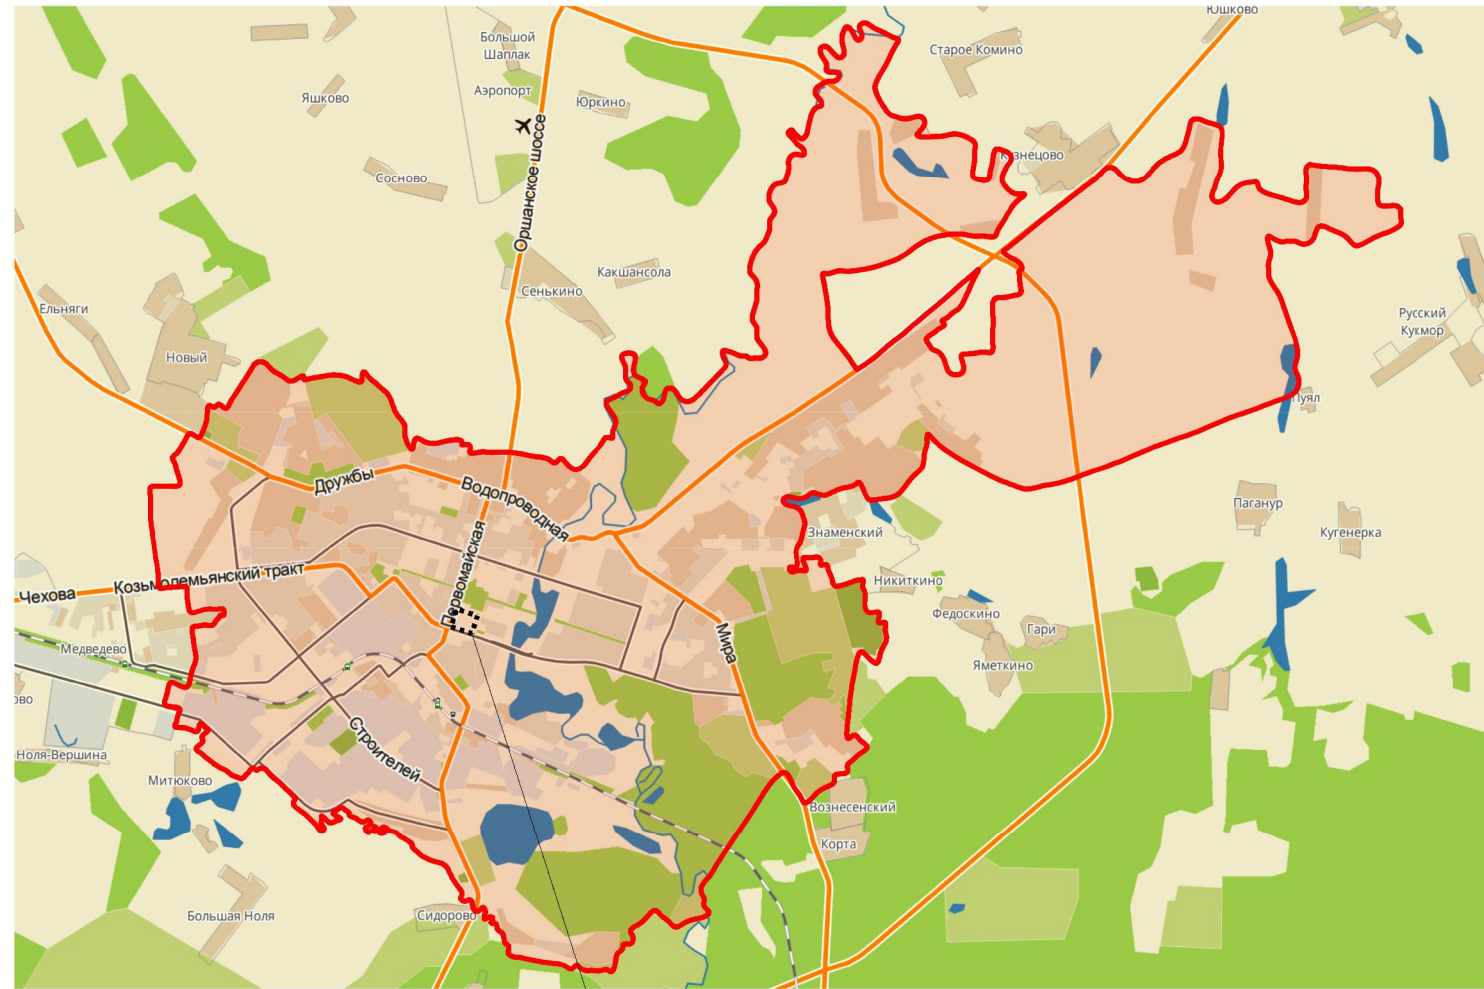 Юшково
Большой
Шаплак
Старое Комино
Аэропорт
Яшково
Юркино
Кузнецово
Сосново
Оршанское шоссе
Какшансола
Сенькино
Ельняги
Русский
Кукмор
Новый
Пуял
Дружбы
Водопроводная
Паганур
Знаменский
Кугенерка
Первомайская
Козьмодемьянский тракт
Никиткино
Чехова
Федоскино
Гари
Мира
Медведево
Яметкино
ово
Строителей
Ноля-Вершина
Митюково
Вознесенский
Корта
Большая Ноля
Сидорово